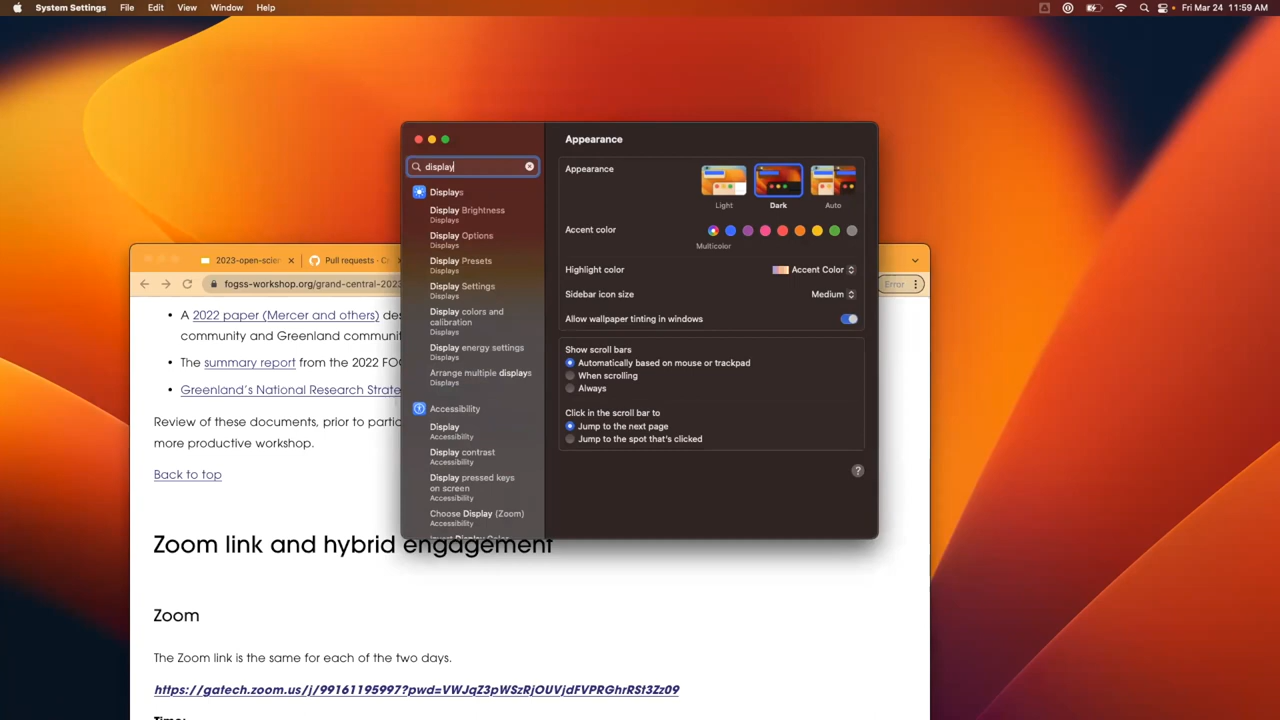 System Settings File Edit View Window Help
Fri Mar 24 11:59 AM
display
Displays
Display Brightness
Displays
Display Options
Displays
Display Presets
Displays
Display Settings
Displays
Display colors and
calibration
Displays
Display energy settings
Displays
Arrange multiple displays
Displays
Accessibility
Display
Accessibility
Display contrast
Accessibility
Display pressed keys
on screen
Accessibility
Choose Display (Zoom)
Accessibility
Appearance
Appearance
Light Dark Auto
Accent color
Multicolor
Highlight color Accent Color
Sidebar icon size Medium
Allow wallpaper tinting in windows
Show scroll bars
Automatically based on mouse or trackpad
When scrolling
Always
Click in the scroll bar to
Jump to the next page
Jump to the spot that's clicked
?
2023-open-scien Pull requests
fogss-workshop.org/grand-central-2023 Error
• A 2022 paper (Mercer and others)
community and Greenland
• The summary report from the 2022
• Greenland's National Research
Review of these documents, prior to
more productive workshop.
Back to top
Zoom link and hybrid engagement
Zoom
The Zoom link is the same for each of the two days.
https://gatech.zoom.us/j/99161195997?pwd=VWJqZ3pWSzRjOUVjdFVPRGhrRSt3Zz09
Time: